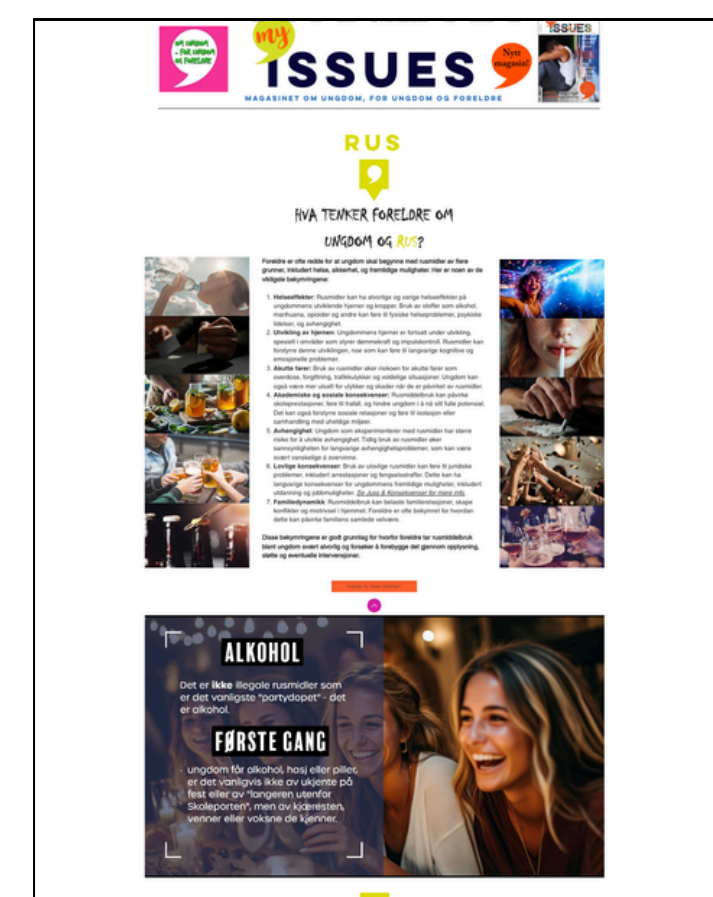 OM UNGDOM
- FOR UNGDOM
OG FORELDRE
my
ISSUES
Nytt
magasin!
ISSUES
MAGASINET OM UNGDOM, FOR UNGDOM OG FORELDRE
RUS
HVA TENKER FORELDRE OM
UNGDOM OG RUS?
Foreldre er ofte redde for at ungdom skal begynne med rusmidler av flere
grunner, inkludert helse, sikkerhet, og fremtidige muligheter. Her er noen av de
viktigste bekymringene:
1. Helseeffekter: Rusmidler kan ha alvorlige og varige helseeffekter på
ungdommens utviklende hjerner og kropper. Bruk av stoffer som alkohol,
marihuana, opioider og andre kan føre til fysiske helseproblemer, psykiske
lidelser, og avhengighet.
2. Utvikling av hjernen: Ungdommens hjerner er fortsatt under utvikling,
spesielt i områder som styrer dømmekraft og impulskontroll. Rusmidler kan
forstyrre denne utviklingen, noe som kan føre til langvarige kognitive og
emosjonelle problemer.
3. Akutte farer: Bruk av rusmidler øker risikoen for akutte farer som
overdose, forgiftning, trafikkulykker og voldelige situasjoner. Ungdom kan
også være mer utsatt for ulykker og skader når de er påvirket av rusmidler.
4. Akademiske og sosiale konsekvenser: Rusmiddelbruk kan påvirke
skoleprestasjoner, føre til frafall, og hindre ungdom i å nå sitt fulle potensial.
Det kan også forstyrre sosiale relasjoner og føre til isolasjon eller
samhandling med uheldige miljøer.
5. Avhengighet: Ungdom som eksperimenterer med rusmidler har større
risiko for å utvikle avhengighet. Tidlig bruk av rusmidler øker
sannsynligheten for langvarige avhengighetsproblemer, som kan være
svært vanskelige å overvinne.
6. Lovlige konsekvenser: Bruk av ulovlige rusmidler kan føre til juridiske
problemer, inkludert arrestasjoner og fengselsstraffer. Dette kan ha
langvarige konsekvenser for ungdommens fremtidige muligheter, inkludert
utdanning og jobbmuligheter. Se Juss & Konsekvenser for mere info.
7. Familiedynamikk: Rusmiddelbruk kan belaste familierelasjoner, skape
konflikter og mistrivsel i hjemmet. Foreldre er ofte bekymret for hvordan
dette kan påvirke familiens samlede velvære.
Disse bekymringene er godt grunnlag for hvorfor foreldre tar rusmiddelbruk
blant ungdom svært alvorlig og forsøker å forebygge det gjennom opplysning,
støtte og eventuelle intervensjoner.
ALKOHOL
Det er ikke illegale rusmidler som
er det vanligste "partydopet" - det
er alkohol.
FØRSTE GANG
- ungdom får alkohol, hasj eller piller,
er det vanligvis ikke av ukjente på
fest eller av "langeren utenfor
Skoleporten", men av kjæresten,
venner eller voksne de kjenner.